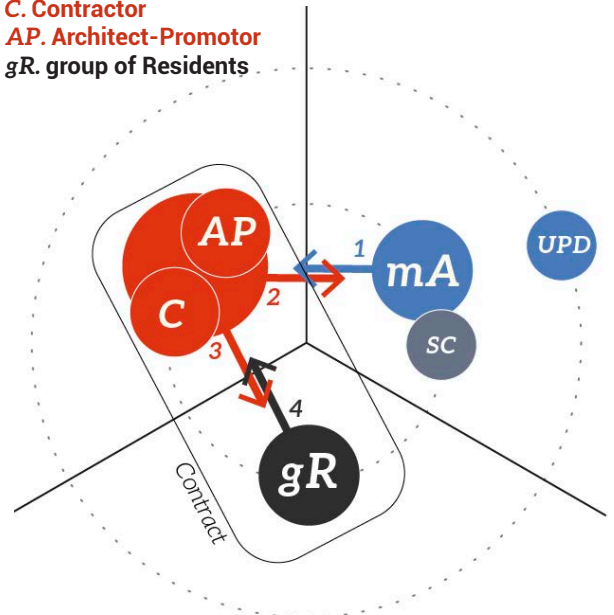 C. Contractor
AP. Architect-Promotor
gR. group of Residents
AP
1
mA
UPD
2
C
SC
3
4
gR
Contract